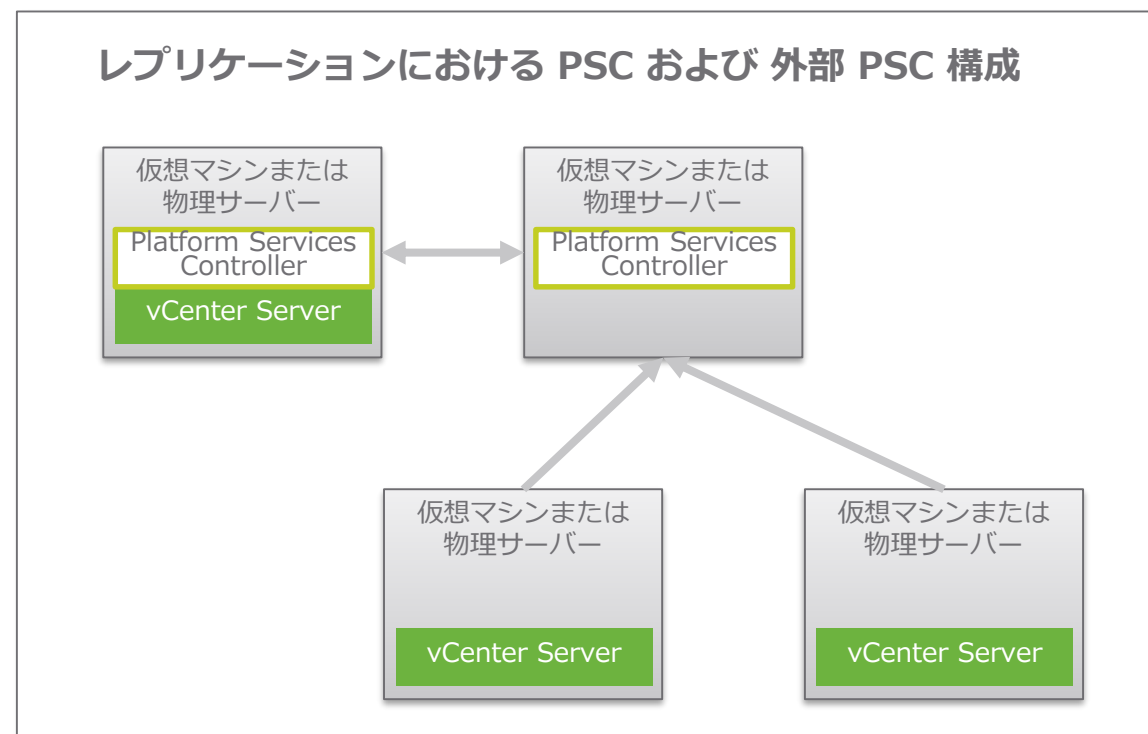 レプリケーションにおける PSC および 外部 PSC 構成
仮想マシンまたは
物理サーバー
Platform Services
Controller
vCenter Server
仮想マシンまたは
物理サーバー
Platform Services
Controller
仮想マシンまたは
物理サーバー
vCenter Server
仮想マシンまたは
物理サーバー
vCenter Server